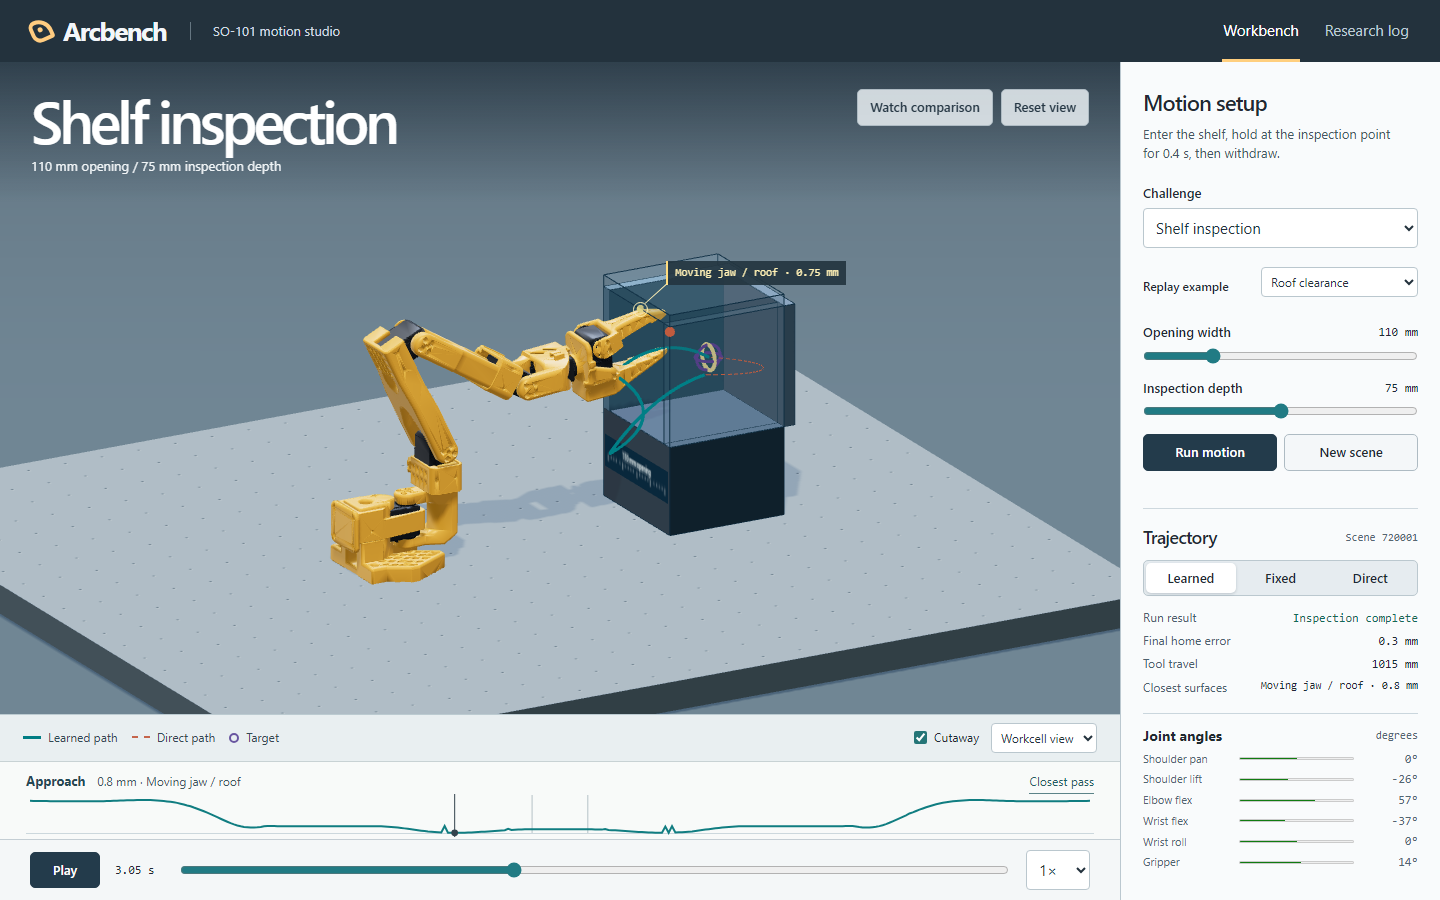 Arcbench
SO-101 motion studio
Workbench
Research log
Shelf inspection
110 mm opening / 75 mm inspection depth
Watch comparison
Reset view
Moving jaw / roof · 0.75 mm
Learned path
Direct path
Target
Cutaway
Workcell view
Approach
0.8 mm · Moving jaw / roof
Closest pass
Play
3.05 s
1×
Motion setup
Enter the shelf, hold at the inspection point
for 0.4 s, then withdraw.
Challenge
Shelf inspection
Replay example
Roof clearance
Opening width
110 mm
Inspection depth
75 mm
Run motion
New scene
Trajectory
Scene 720001
Learned
Fixed
Direct
Run result
Inspection complete
Final home error
0.3 mm
Tool travel
1015 mm
Closest surfaces
Moving jaw / roof · 0.8 mm
Joint angles
degrees
Shoulder pan
0°
Shoulder lift
-26°
Elbow flex
57°
Wrist flex
-37°
Wrist roll
0°
Gripper
14°